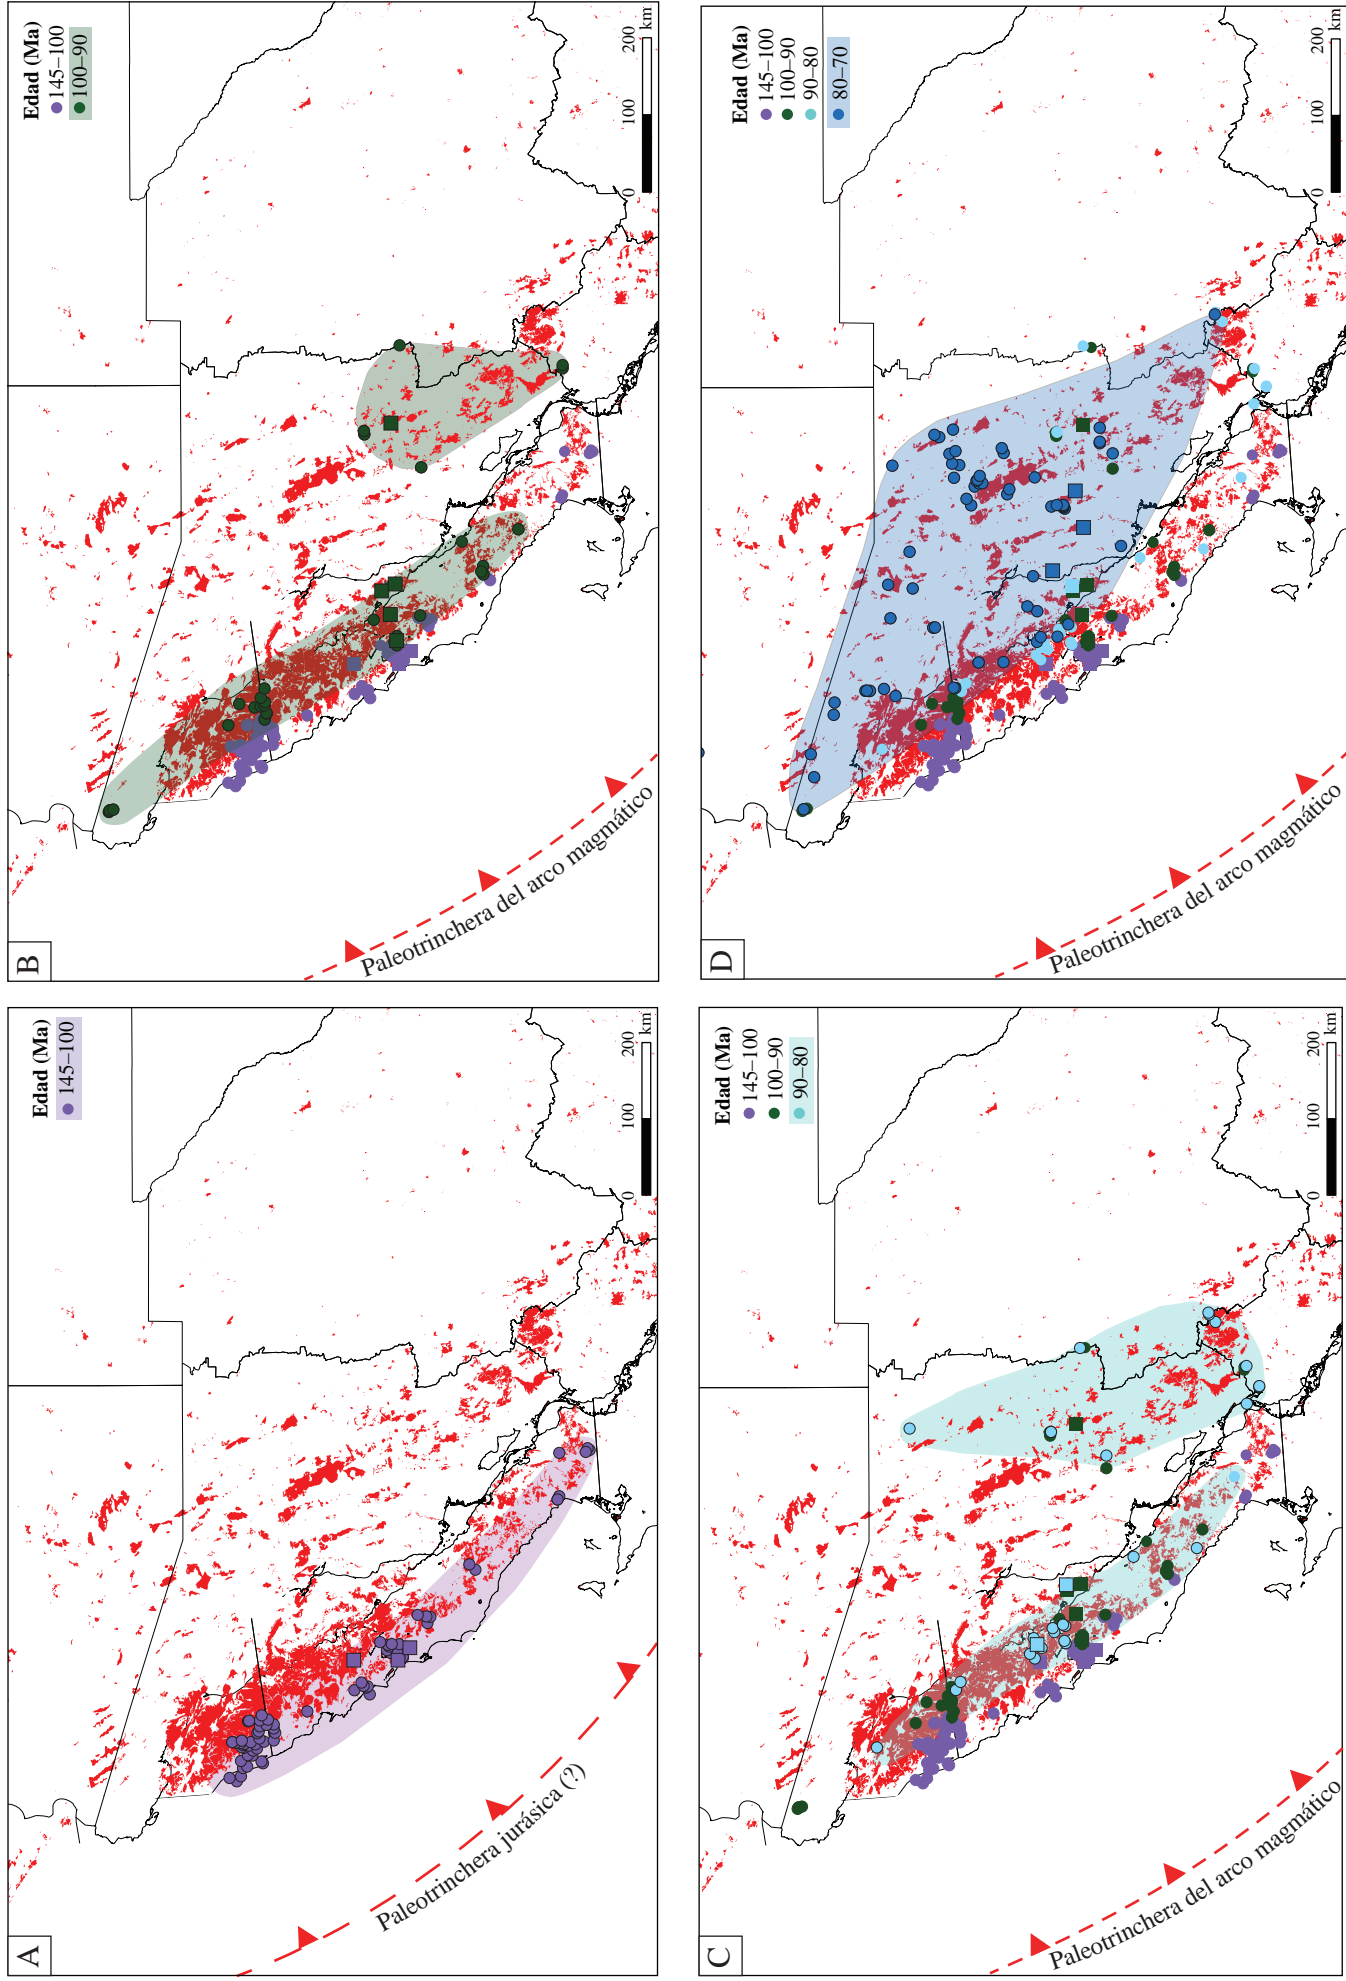 A
Edad (Ma)
145–100
Paleotrinchera jurásica (?)
0 100 200
km
B
Edad (Ma)
145–100
100–90
Paleotrinchera del arco magmático
0 100 200
km
C
Edad (Ma)
145–100
100–90
90–80
Paleotrinchera del arco magmático
0 100 200
km
D
Edad (Ma)
145–100
100–90
90–80
80–70
Paleotrinchera del arco magmático
0 100 200
km